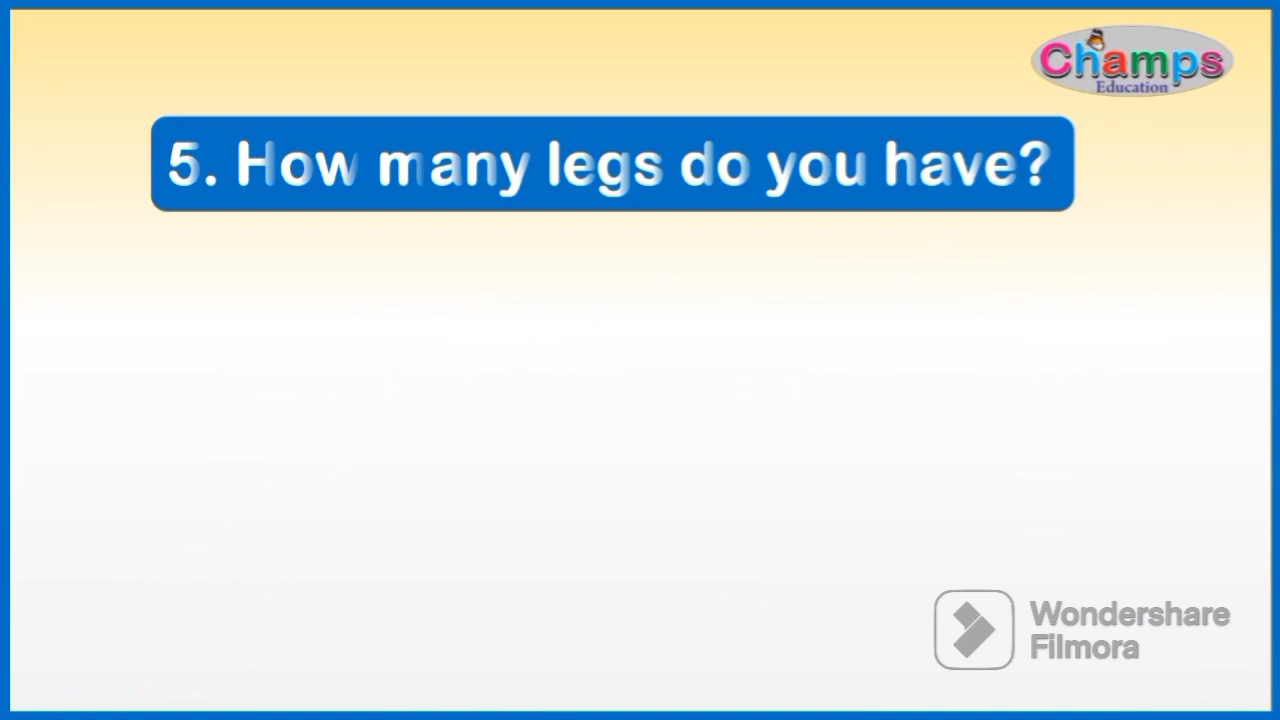 Champs
Education
5. How many legs do you have?
Wondershare
Filmora